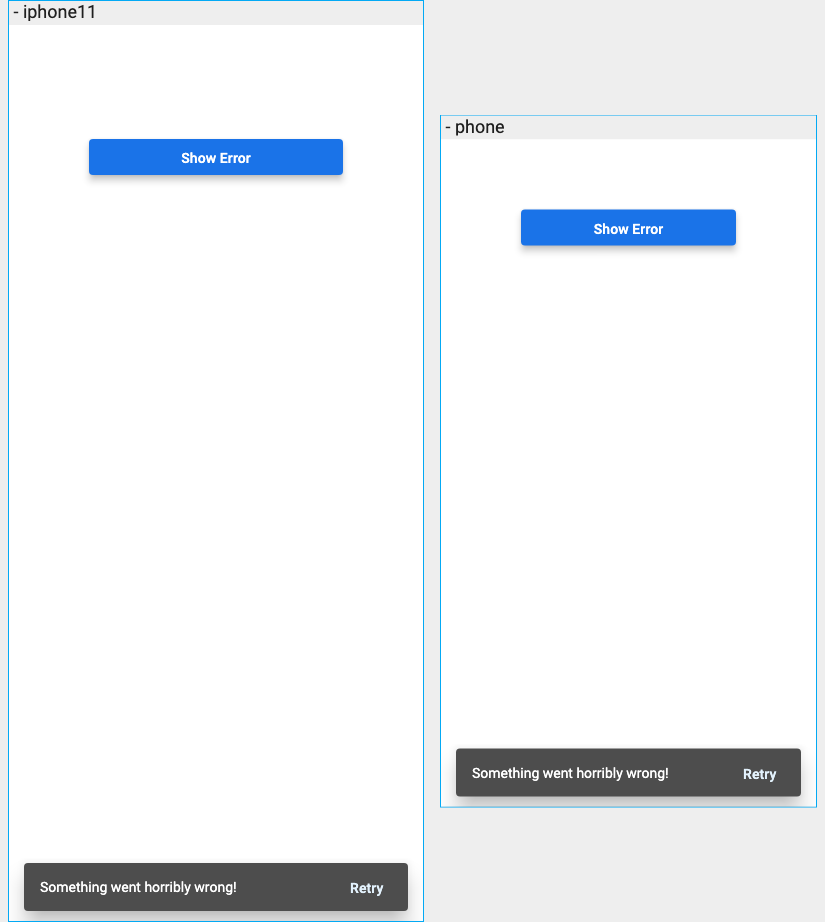 - iphone11
Show Error
Something went horribly wrong! Retry
- phone
Show Error
Something went horribly wrong! Retry